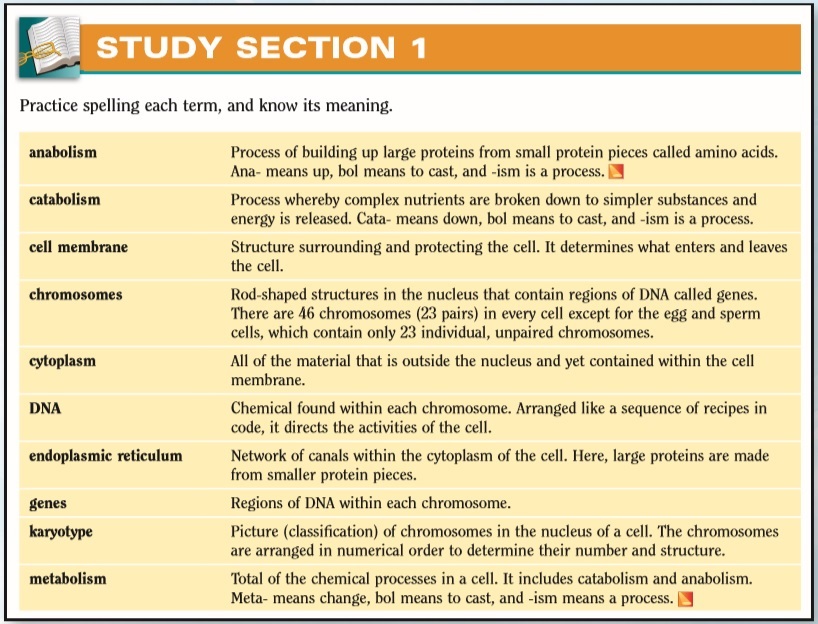 STUDY SECTION 1
Practice spelling each term, and know its meaning.
anabolism Process of building up large proteins from small protein pieces called amino acids.
Ana- means up, bol means to cast, and -ism is a process.
catabolism Process whereby complex nutrients are broken down to simpler substances and
energy is released. Cata- means down, bol means to cast, and -ism is a process.
cell membrane Structure surrounding and protecting the cell. It determines what enters and leaves
the cell.
chromosomes Rod-shaped structures in the nucleus that contain regions of DNA called genes.
There are 46 chromosomes (23 pairs) in every cell except for the egg and sperm
cells, which contain only 23 individual, unpaired chromosomes.
cytoplasm All of the material that is outside the nucleus and yet contained within the cell
membrane.
DNA Chemical found within each chromosome. Arranged like a sequence of recipes in
code, it directs the activities of the cell.
endoplasmic reticulum Network of canals within the cytoplasm of the cell. Here, large proteins are made
from smaller protein pieces.
genes Regions of DNA within each chromosome.
karyotype Picture (classification) of chromosomes in the nucleus of a cell. The chromosomes
are arranged in numerical order to determine their number and structure.
metabolism Total of the chemical processes in a cell. It includes catabolism and anabolism.
Meta- means change, bol means to cast, and -ism means a process.